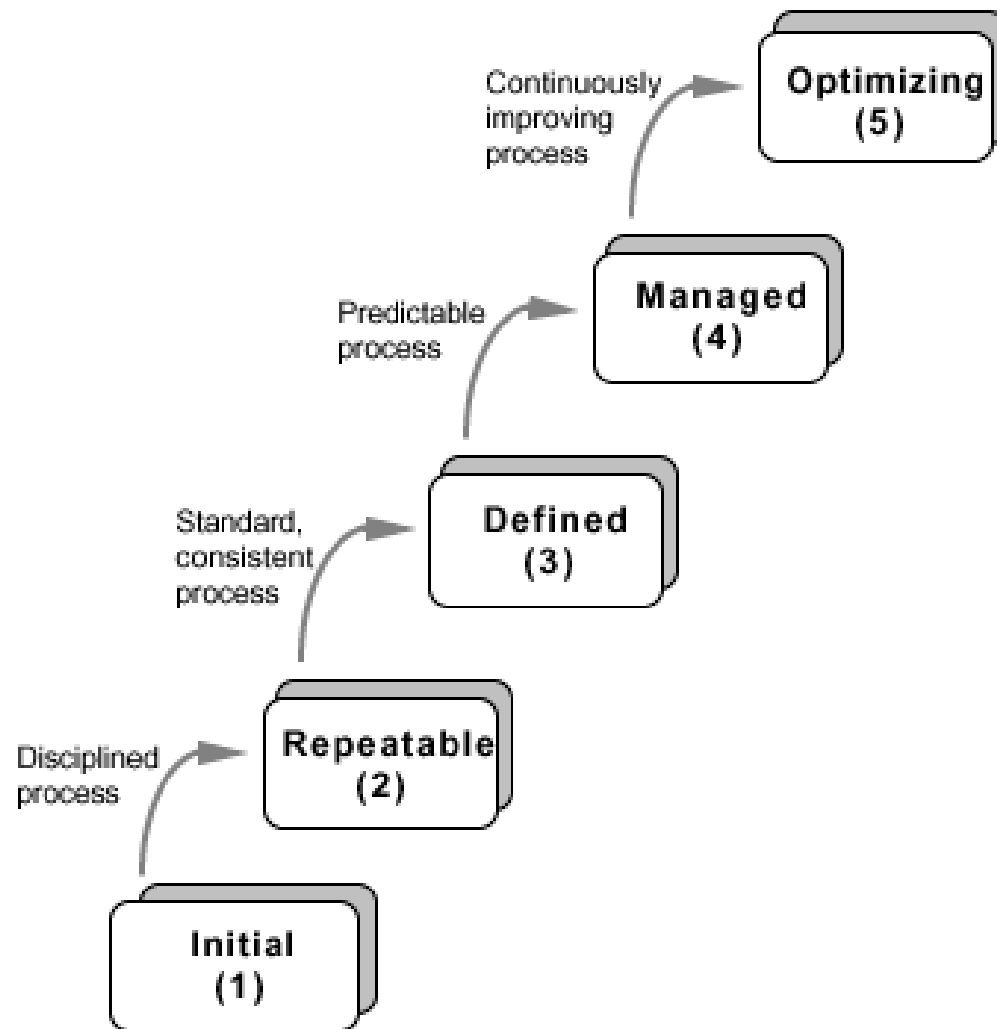 Continuously
improving
process
Optimizing
(5)
Predictable
process
Managed
(4)
Standard,
consistent
process
Defined
(3)
Disciplined
process
Repeatable
(2)
Initial
(1)